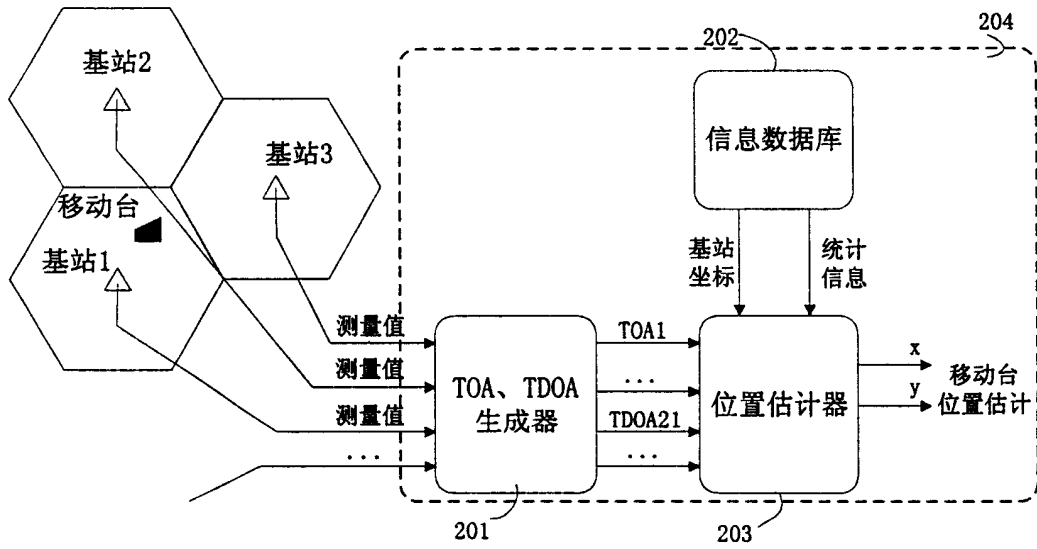 204
202
基站2
信息数据库
基站3
移动台
基站1
基站
坐标
统计
信息
测量值
测量值
测量值
...
TOA、TDOA
生成器
TOA1
...
TDOA21
...
位置估计器
x
y
移动台
位置估计
201
203